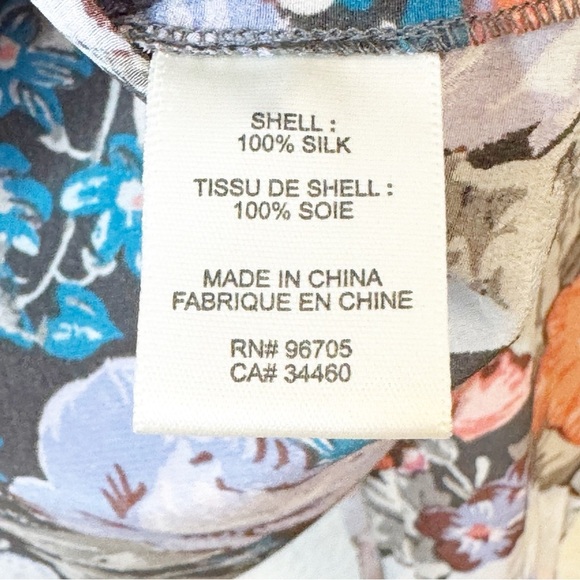 SHELL :
100% SILK
TISSU DE SHELL :
100% SOIE
MADE IN CHINA
FABRIQUE EN CHINE
RN# 96705
CA# 34460